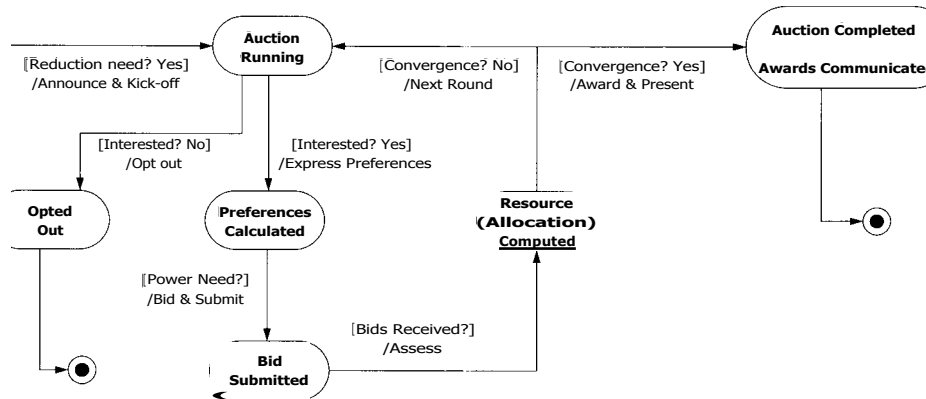 Auction
Running
Auction Completed
Awards Communicate
[Reduction need? Yes]
/Announce & Kick-off
[Convergence? No]
/Next Round
[Convergence? Yes]
/Award & Present
[Interested? No]
/Opt out
[Interested? Yes]
/Express Preferences
Opted
Out
Preferences
Calculated
Resource
(Allocation)
Computed
[Power Need?]
/Bid & Submit
[Bids Received?]
/Assess
Bid
Submitted